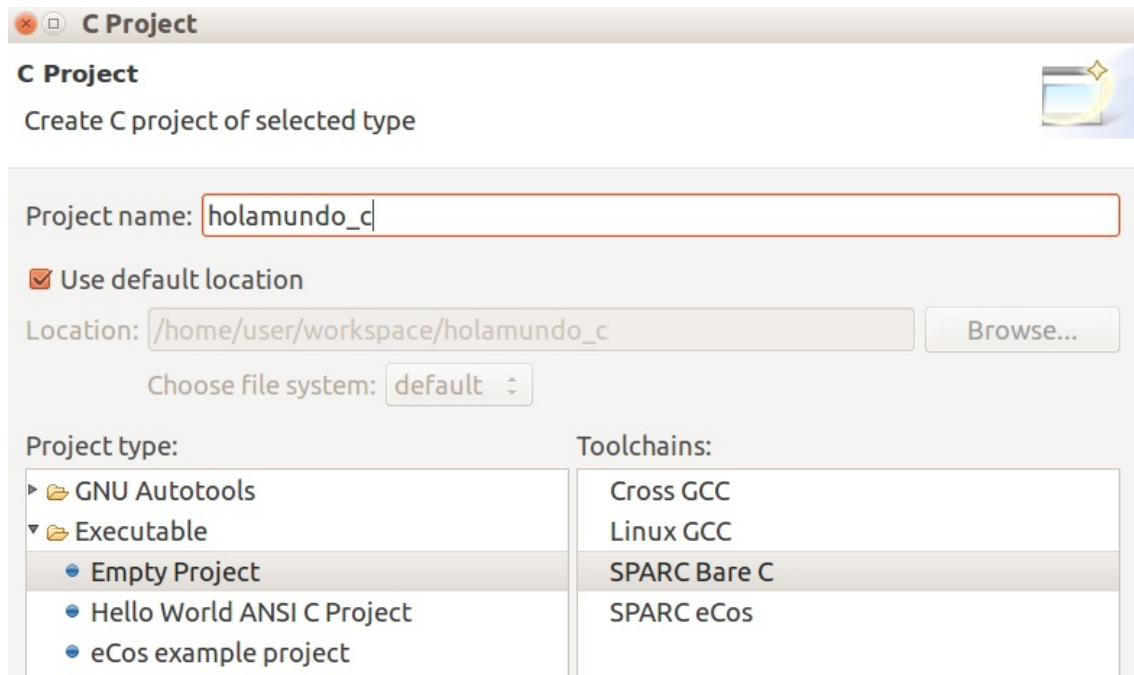 C Project
C Project
Create C project of selected type
Project name: holamundo_c
Use default location
Location: /home/user/workspace/holamundo_c Browse...
Choose file system: default
Project type: Toolchains:
GNU Autotools Cross GCC
Executable Linux GCC
Empty Project SPARC Bare C
Hello World ANSI C Project SPARC eCos
eCos example project